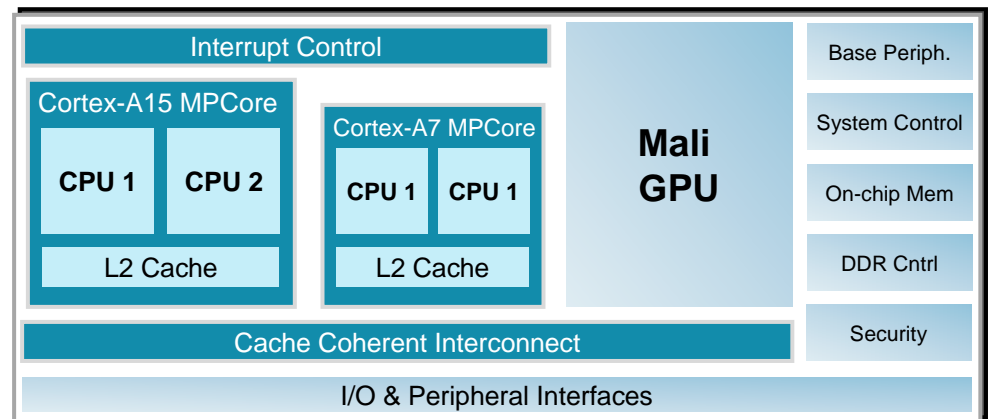 Interrupt Control
Cortex-A15 MPCore
CPU 1
CPU 2
L2 Cache
Cortex-A7 MPCore
CPU 1
CPU 1
L2 Cache
Mali
GPU
Base Periph.
System Control
On-chip Mem
DDR Cntrl
Security
Cache Coherent Interconnect
I/O & Peripheral Interfaces